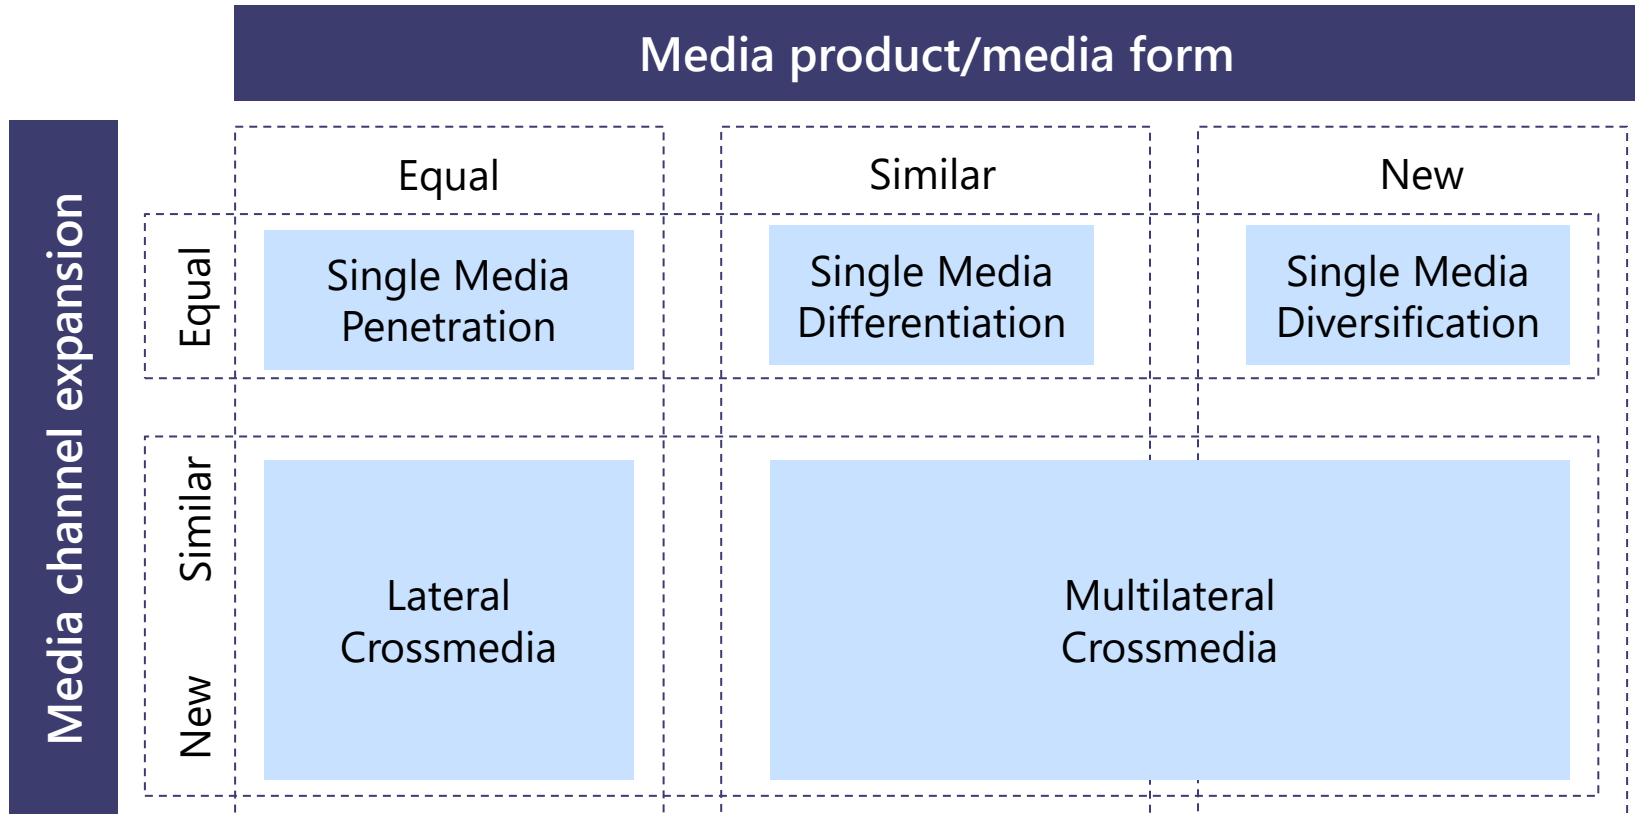 Media product/media form
Media channel expansion
Equal
Similar
New
Equal
Single Media
Penetration
Single Media
Differentiation
Single Media
Diversification
Similar
New
Lateral
Crossmedia
Multilateral
Crossmedia